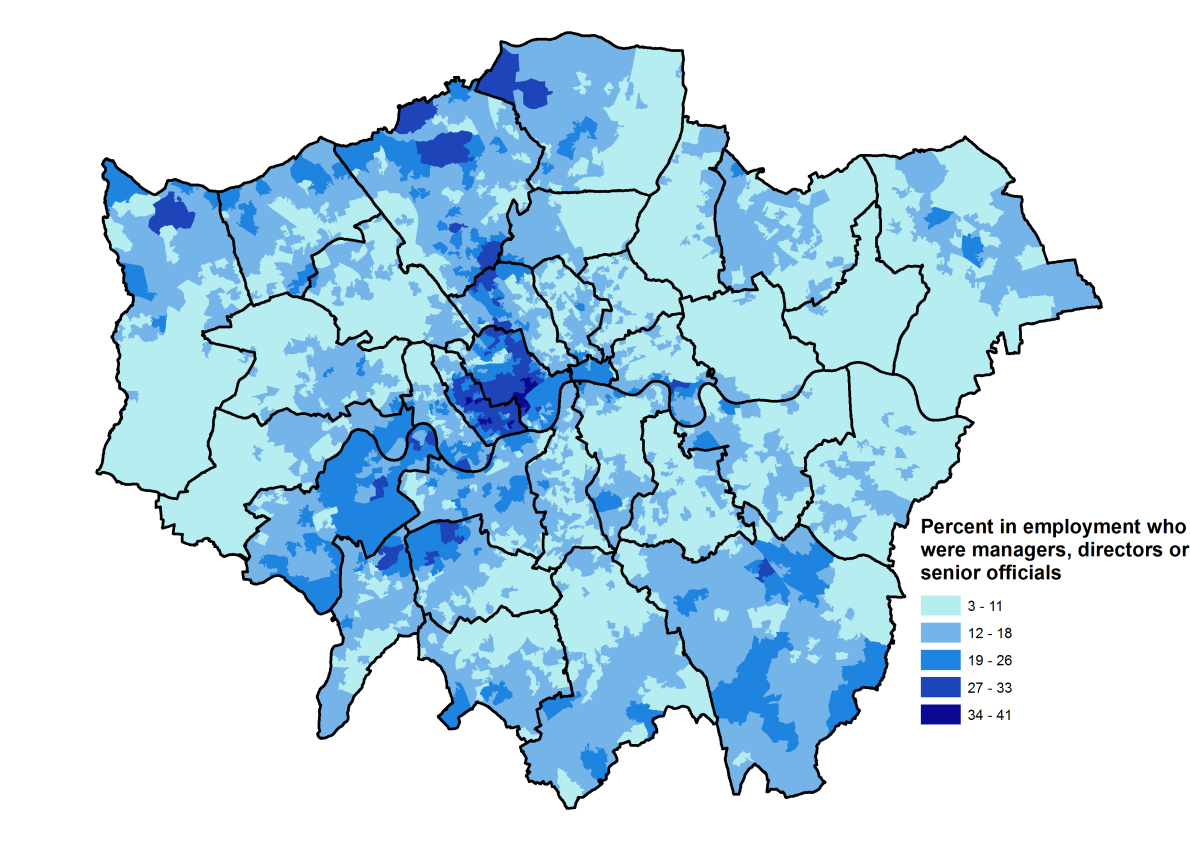 Percent in employment who
were managers, directors or
senior officials
3 - 11
12 - 18
19 - 26
27 - 33
34 - 41